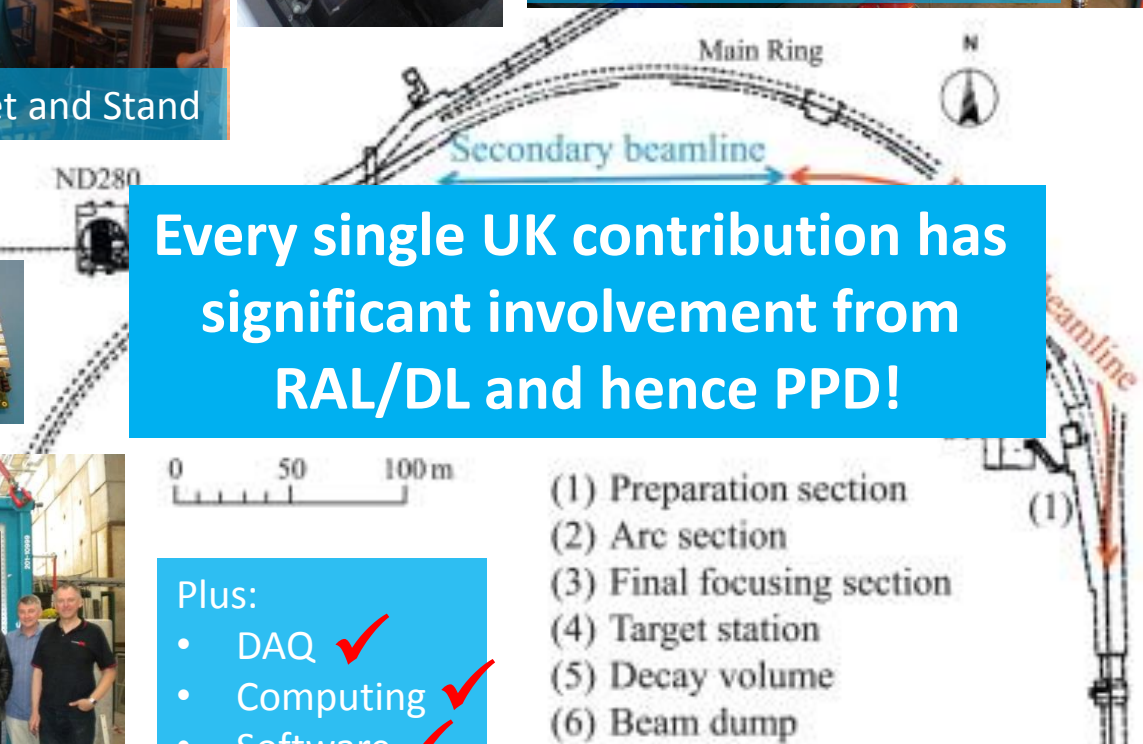 Main Ring
N
et and Stand
Secondary beamline
ND280
Every single UK contribution has
significant involvement from
RAL/DL and hence PPD!
eamline
0 50 100 m
(1) Preparation section
(1)
(2) Arc section
(3) Final focusing section
(4) Target station
(5) Decay volume
(6) Beam dump
Plus:
• DAQ ✓
• Computing ✓
• Software ✓